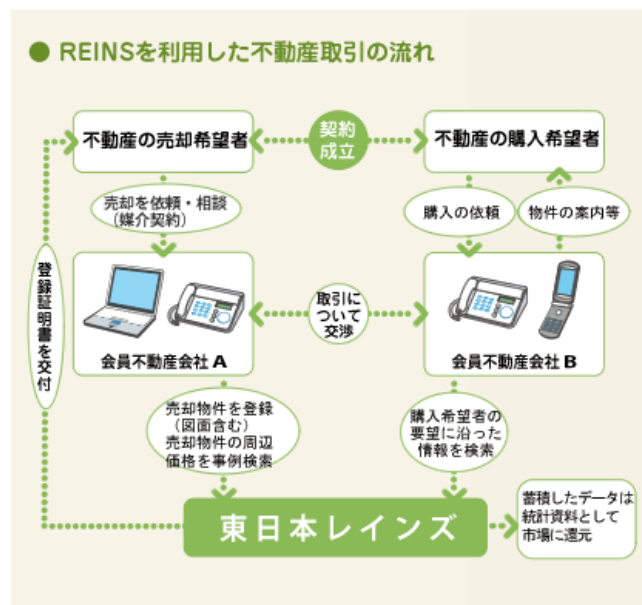 ● REINSを利用した不動産取引の流れ
不動産の売却希望者
契約
成立
不動産の購入希望者
売却を依頼・相談
（媒介契約）
購入の依頼
物件の案内等
登録証明書を交付
会員不動産会社 A
取引に
ついて
交渉
会員不動産会社 B
売却物件を登録
（図面含む）
売却物件の周辺
価格を事例検索
購入希望者の
要望に沿った
情報を検索
東日本レインズ
蓄積したデータは
統計資料として
市場に還元